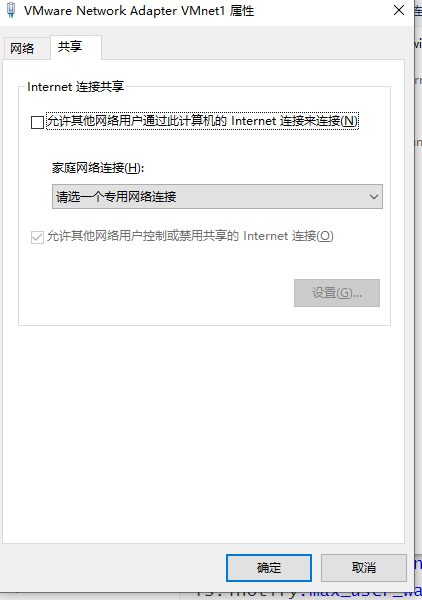 VMware Network Adapter VMnet1 属性
网络
共享
Internet 连接共享
允许其他网络用户通过此计算机的 Internet 连接来连接(N)
家庭网络连接(H):
请选一个专用网络连接
允许其他网络用户控制或禁用共享的 Internet 连接(O)
设置(G)...
确定
取消